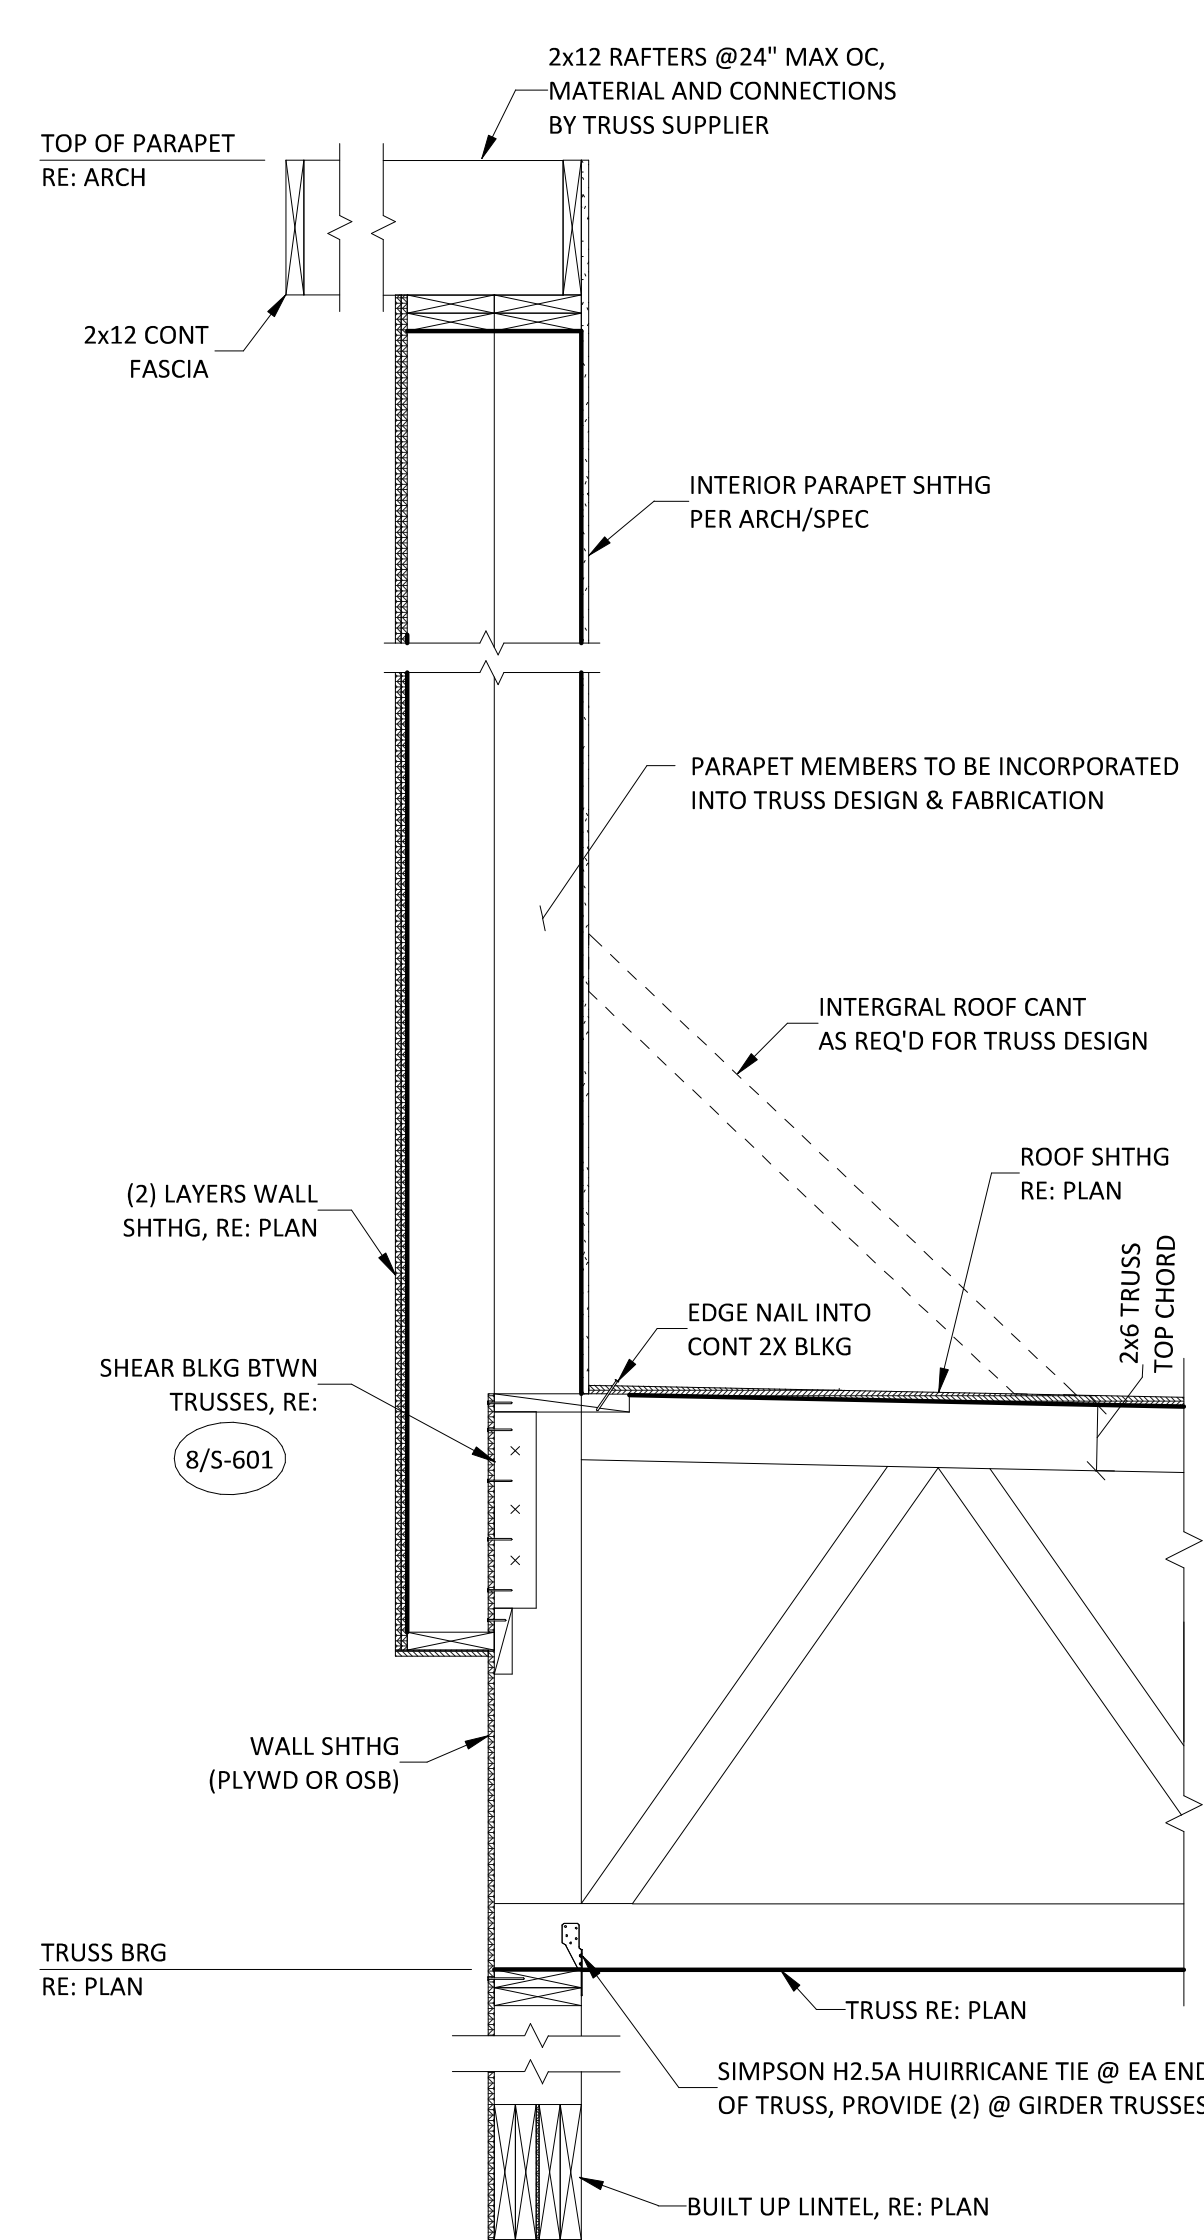 2x12 RAFTERS @24" MAX OC,
MATERIAL AND CONNECTIONS
BY TRUSS SUPPLIER
TOP OF PARAPET
RE: ARCH
2x12 CONT
FASCIA
INTERIOR PARAPET SHTHG
PER ARCH/SPEC
PARAPET MEMBERS TO BE INCORPORATED
INTO TRUSS DESIGN & FABRICATION
INTERGRAL ROOF CANT
AS REQ'D FOR TRUSS DESIGN
ROOF SHTHG
RE: PLAN
(2) LAYERS WALL
SHTHG, RE: PLAN
2x6 TRUSS
TOP CHORD
EDGE NAIL INTO
CONT 2X BLKG
SHEAR BLKG BTWN
TRUSSES, RE:
8/S-601
WALL SHTHG
(PLYWD OR OSB)
TRUSS BRG
RE: PLAN
TRUSS RE: PLAN
SIMPSON H2.5A HUIRRICANE TIE @ EA END
OF TRUSS, PROVIDE (2) @ GIRDER TRUSSES
BUILT UP LINTEL, RE: PLAN